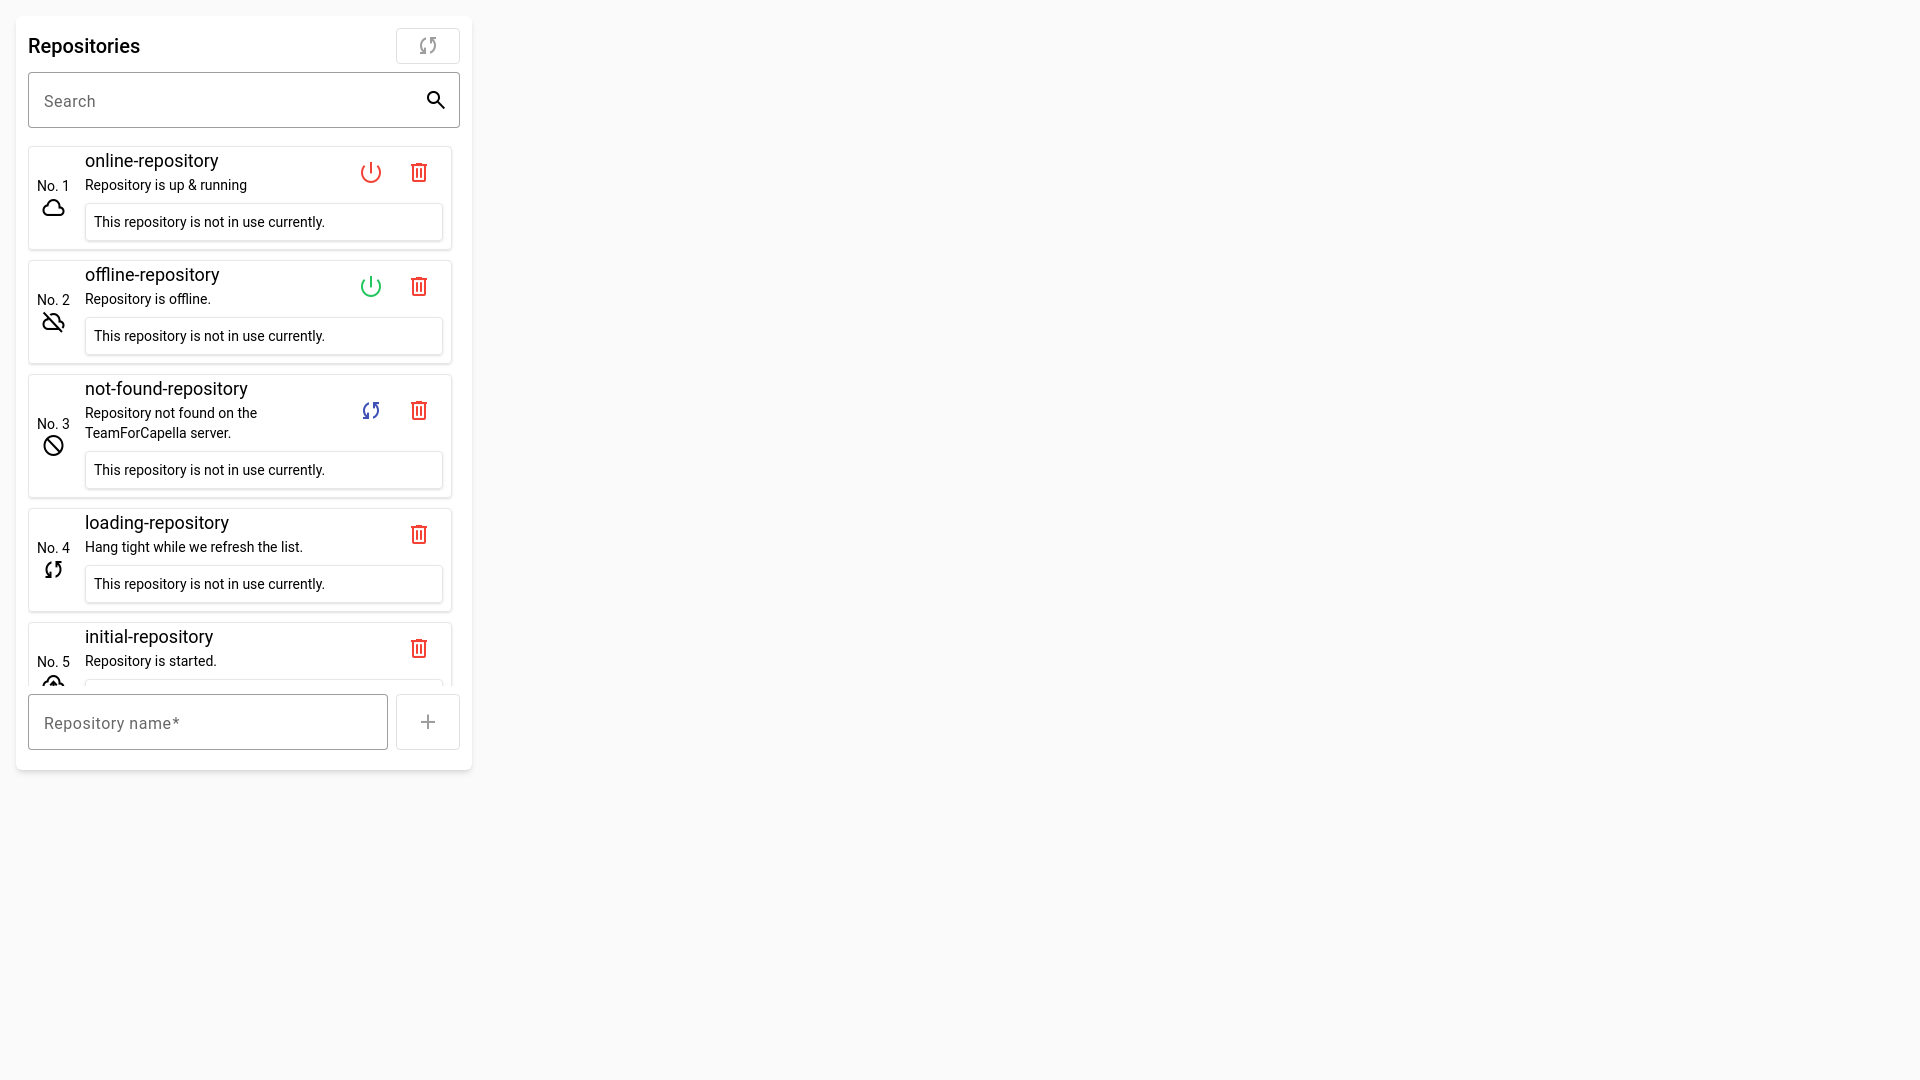 Repositories
Search
online-repository
No. 1
Repository is up & running
This repository is not in use currently.
offline-repository
No. 2
Repository is offline.
This repository is not in use currently.
not-found-repository
No. 3
Repository not found on the
TeamForCapella server.
This repository is not in use currently.
loading-repository
No. 4
Hang tight while we refresh the list.
This repository is not in use currently.
initial-repository
No. 5
Repository is started.
Repository name*